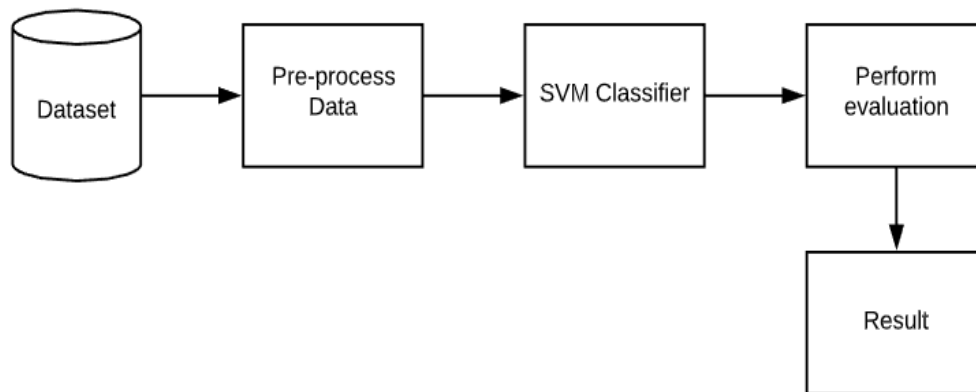 Dataset
Pre-process
Data
SVM Classifier
Perform
evaluation
Result